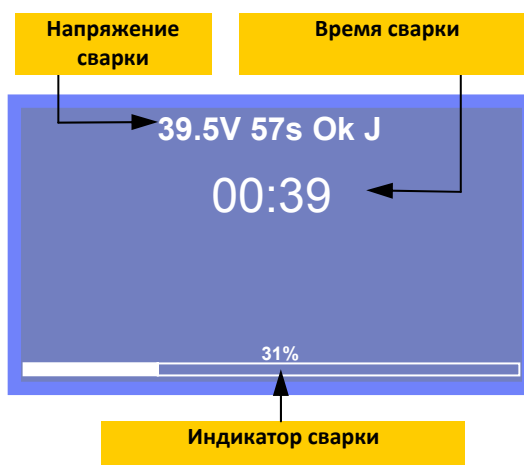 Напряжение
сварки
Время сварки
39.5V 57s Ok J
00:39
31%
Индикатор сварки